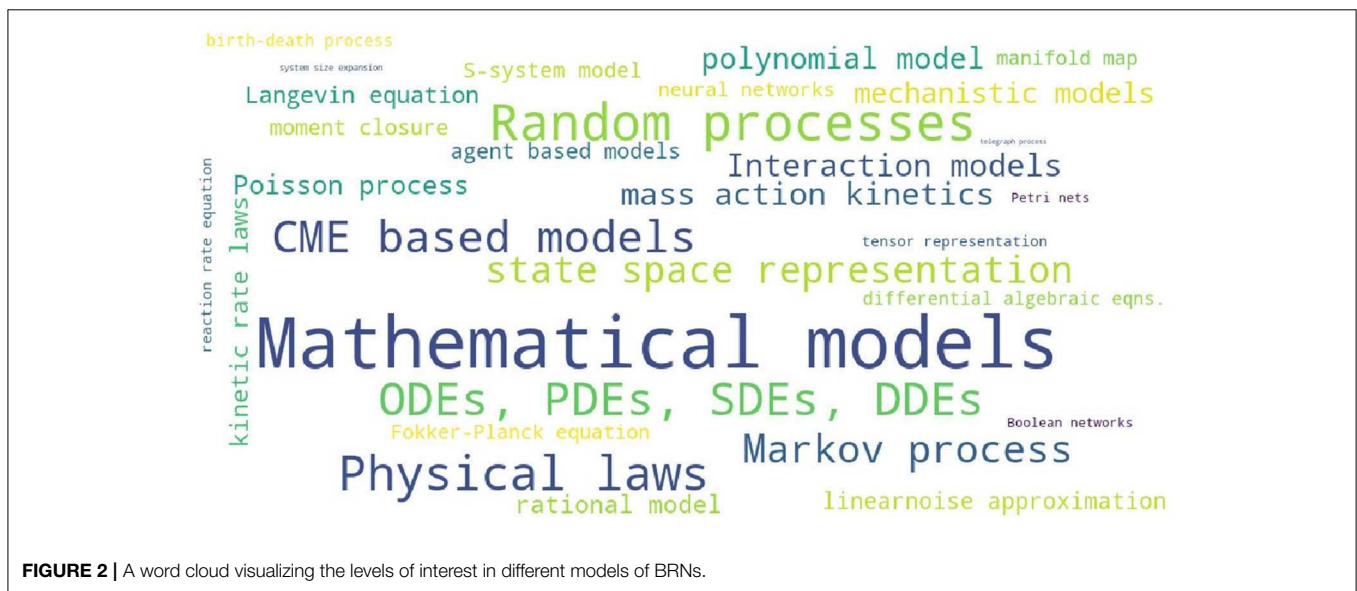 birth-death process
system size expansion
S-system model
polynomial model
manifold map
Langevin equation
neural networks
mechanistic models
moment closure
Random processes
telegraph process
agent based models
Interaction models
reaction rate equation
kinetic rate laws
Poisson process
mass action kinetics
Petri nets
CME based models
tensor representation
state space representation
differential algebraic eqns.
Mathematical models
ODEs, PDEs, SDEs, DDEs
Boolean networks
Fokker-Planck equation
Markov process
Physical laws
rational model
linearnoise approximation
FIGURE 2 | A word cloud visualizing the levels of interest in different models of BRNs.